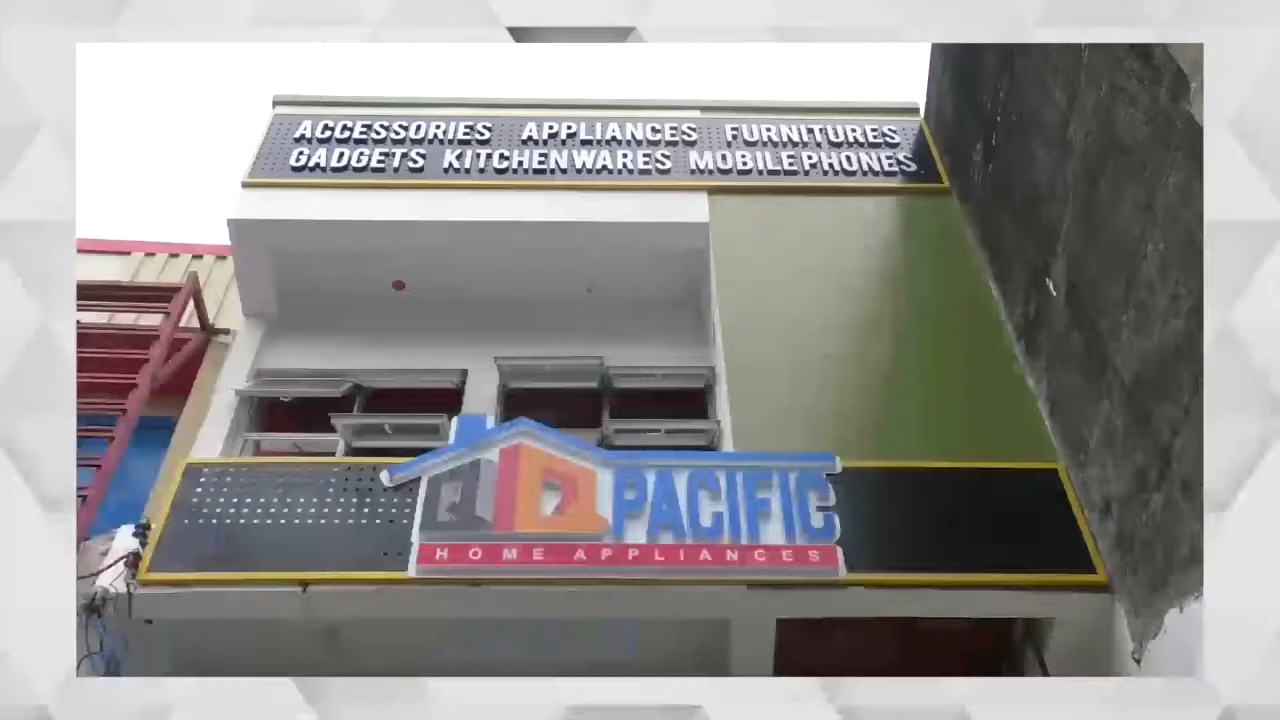 ACCESSORIES APPLIANCES FURNITURES
GADGETS KITCHENWARES MOBILEPHONES
PACIFIC
HOME APPLIANCES